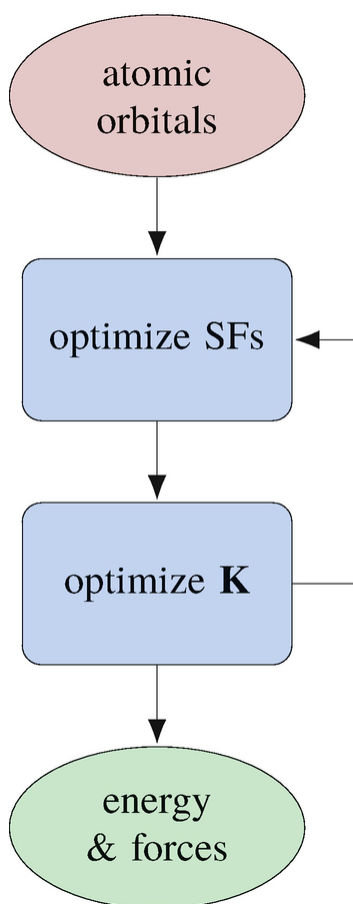 atomic
orbitals
optimize SFs
optimize K
energy
& forces